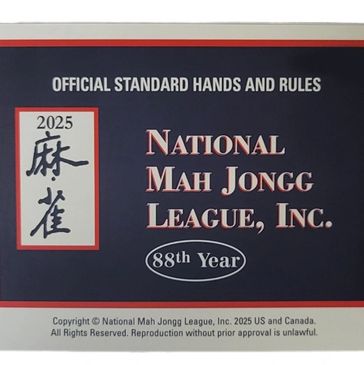 OFFICIAL STANDARD HANDS AND RULES
2025
麻
雀
NATIONAL
MAH JONGG
LEAGUE, INC.
88th Year
Copyright © National Mah Jongg League, Inc. 2025 US and Canada.
All Rights Reserved. Reproduction without prior approval is unlawful.